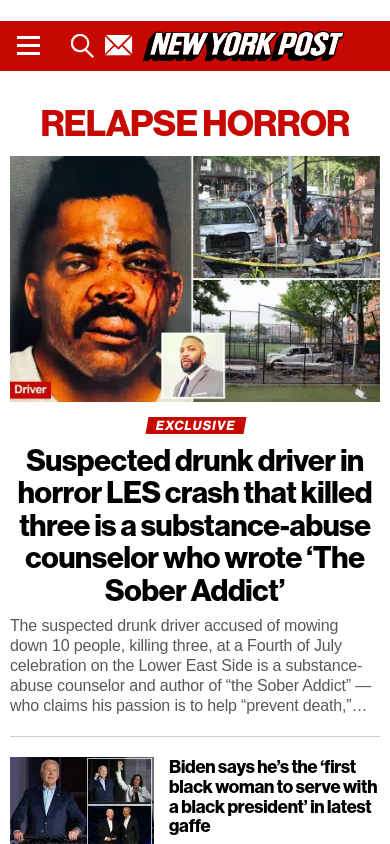 NEW YORK POST
RELAPSE HORROR
Driver
EXCLUSIVE
Suspected drunk driver in
horror LES crash that killed
three is a substance-abuse
counselor who wrote ‘The
Sober Addict’
The suspected drunk driver accused of mowing
down 10 people, killing three, at a Fourth of July
celebration on the Lower East Side is a substance-
abuse counselor and author of “the Sober Addict” —
who claims his passion is to help “prevent death,”…
Biden says he’s the ‘first
black woman to serve with
a black president’ in latest
gaffe